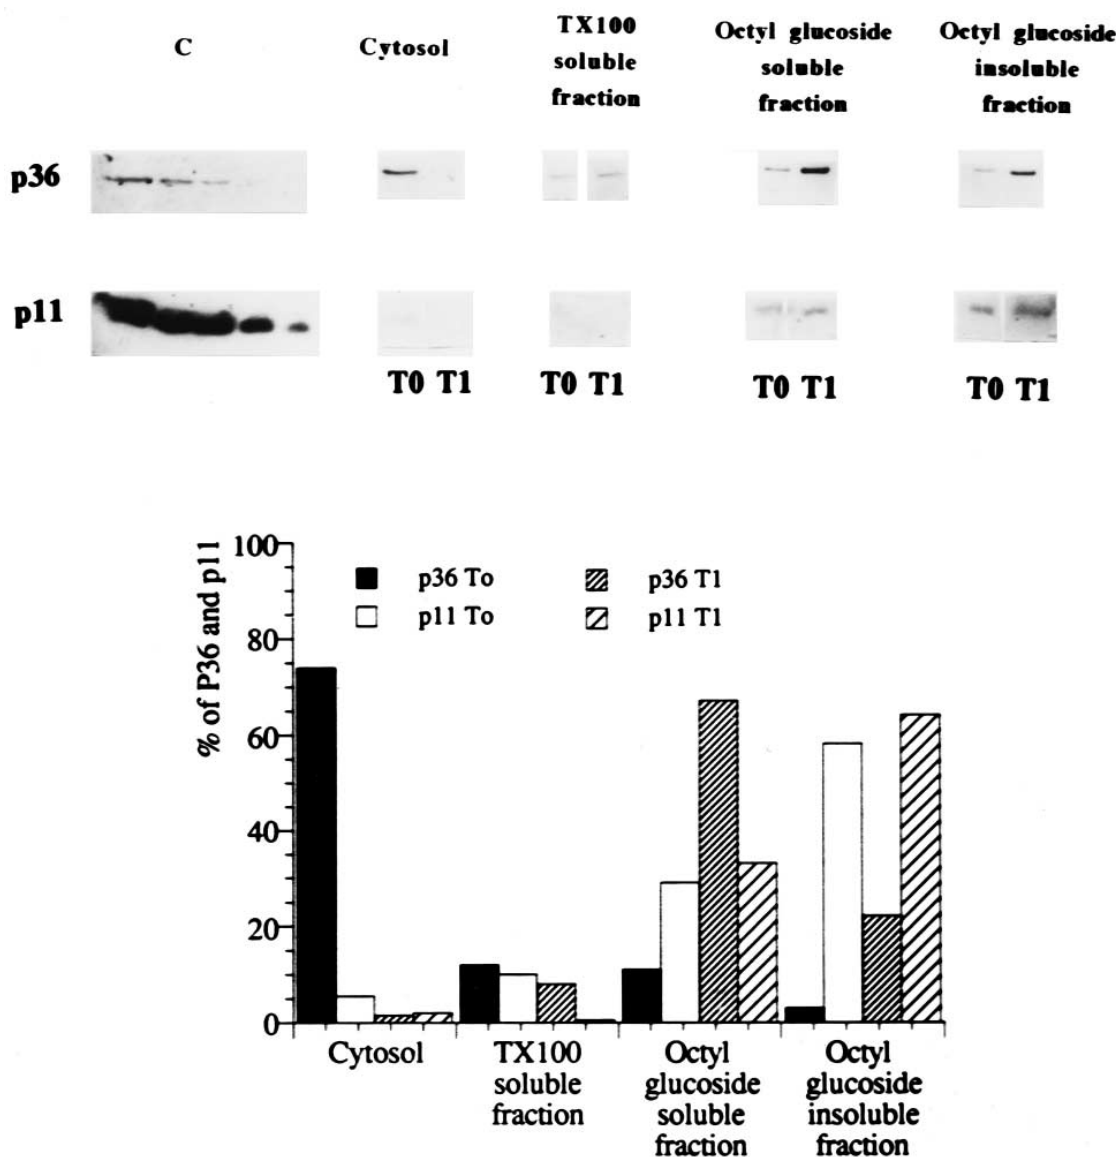 C
Cytosol
TX100
soluble
fraction
Octyl glucoside
soluble
fraction
Octyl glucoside
insoluble
fraction
p36
p11
T0 T1
T0 T1
T0 T1
T0 T1
% of P36 and p11
100
80
60
40
20
0
p36 To
p36 T1
p11 To
p11 T1
Cytosol
TX100
soluble
fraction
Octyl
glucoside
soluble
fraction
Octyl
glucoside
insoluble
fraction